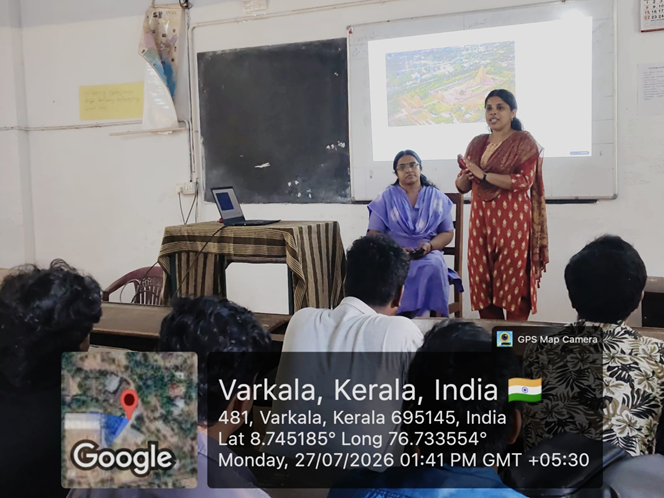 GPS Map Camera
Varkala, Kerala, India
481, Varkala, Kerala 695145, India
Lat 8.745185° Long 76.733554°
Monday, 27/07/2026 01:41 PM GMT +05:30
Google